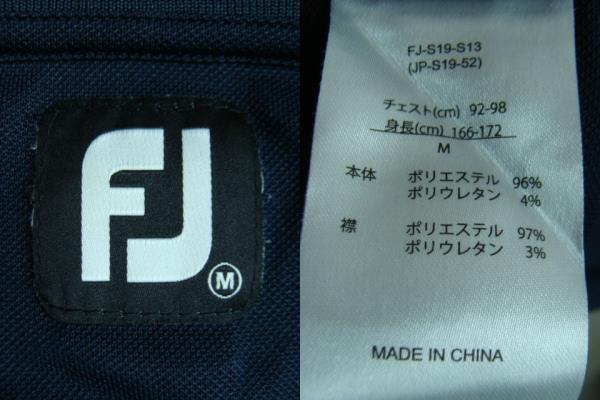 FJ
M
FJ-S19-S13
(JP-S19-52)
チェスト(cm) 92-98
身長(cm) 166-172
M
本体 ポリエステル 96%
ポリウレタン 4%
襟 ポリエステル 97%
ポリウレタン 3%
MADE IN CHINA